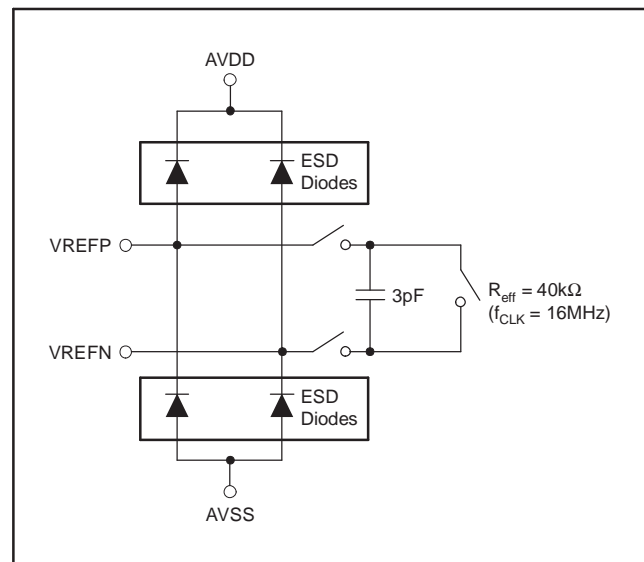 AVDD
ESD
Diodes
VREFP
3pF
R_eff = 40kΩ
(f_CLK = 16MHz)
VREFN
ESD
Diodes
AVSS